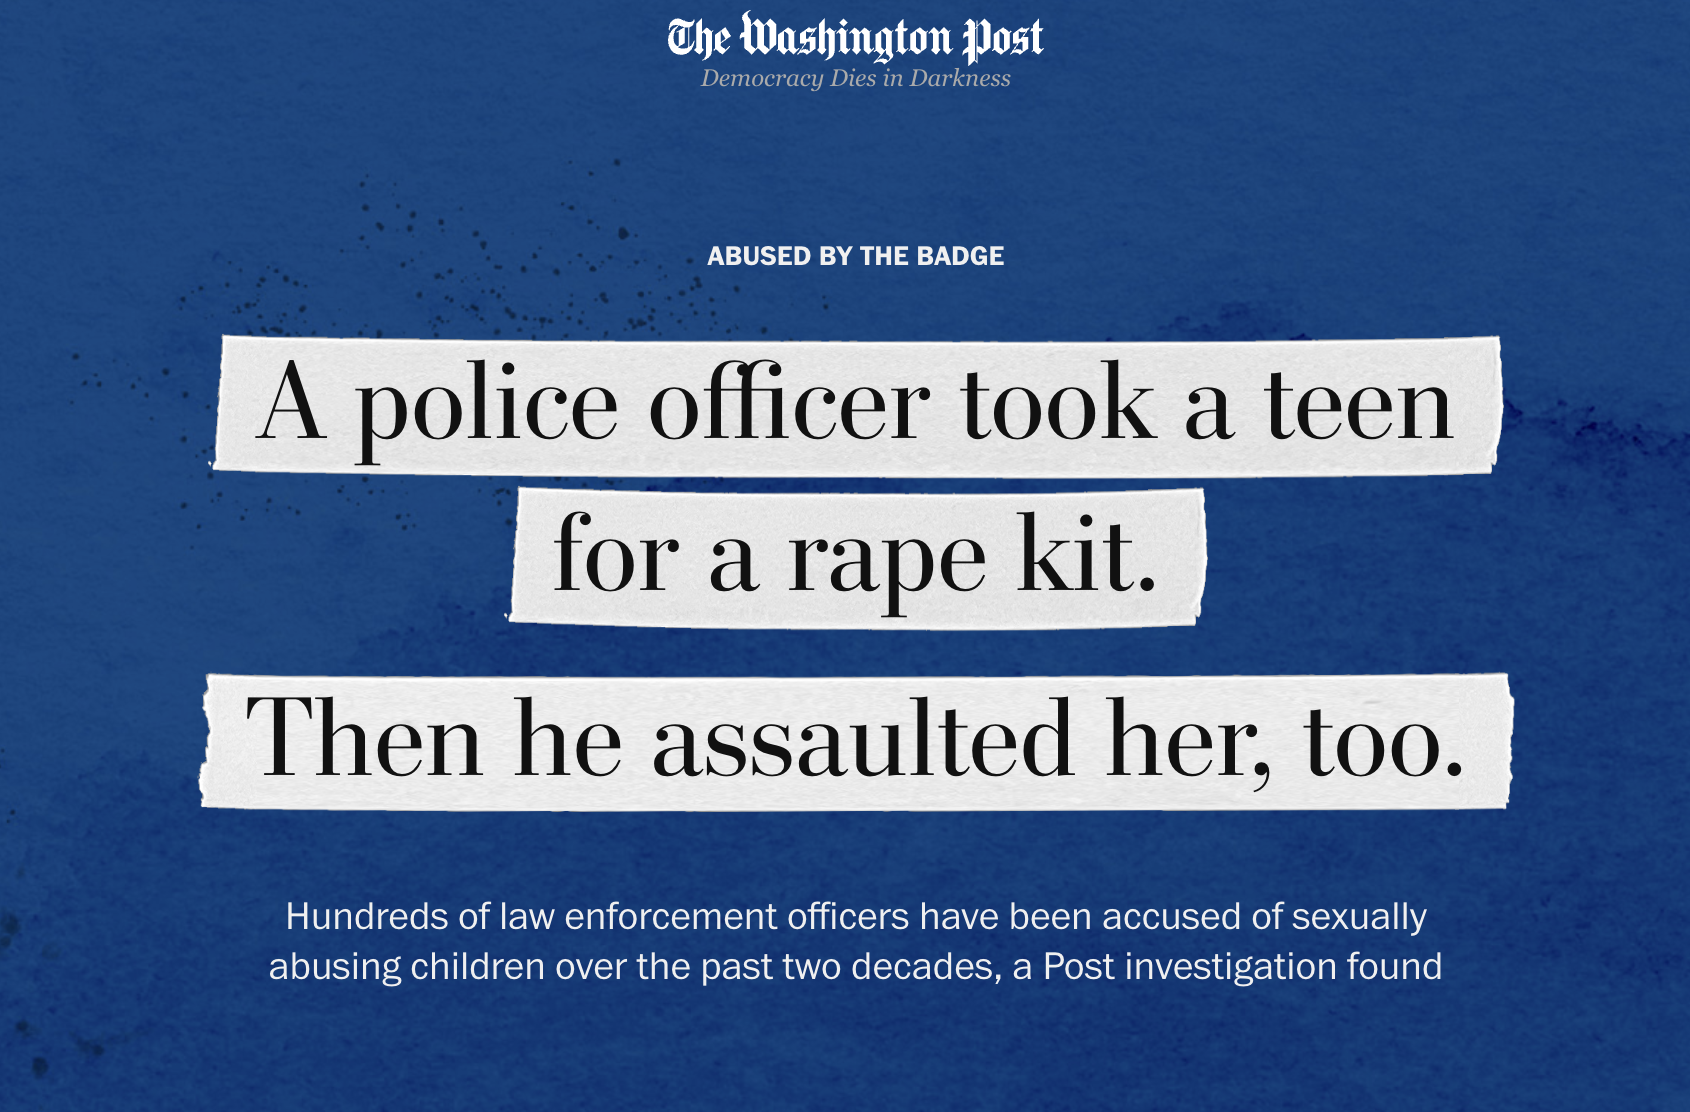 The Washington Post
Democracy Dies in Darkness
ABUSED BY THE BADGE
A police officer took a teen
for a rape kit.
Then he assaulted her, too.
Hundreds of law enforcement officers have been accused of sexually
abusing children over the past two decades, a Post investigation found